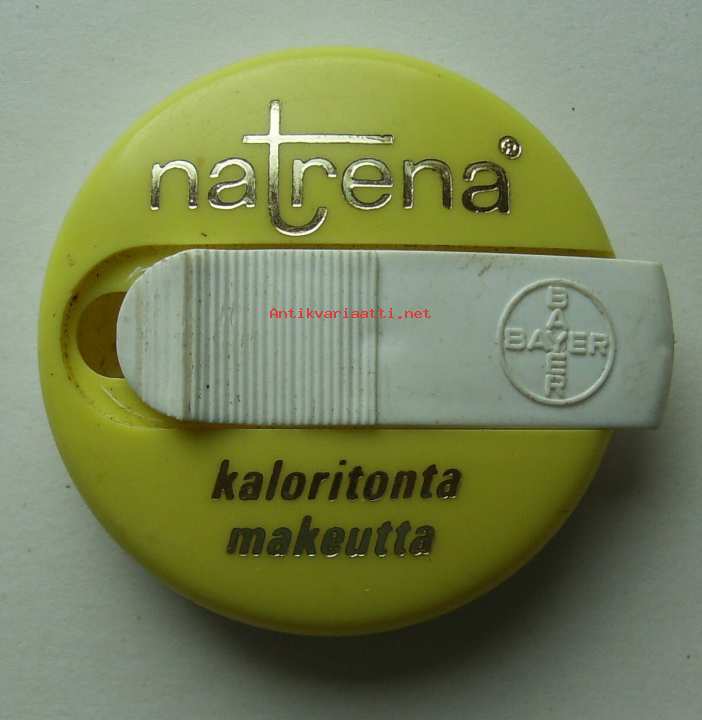 natrena®
Antikvariaatti.net
BAYER
BAYER
kaloritonta
makeutta